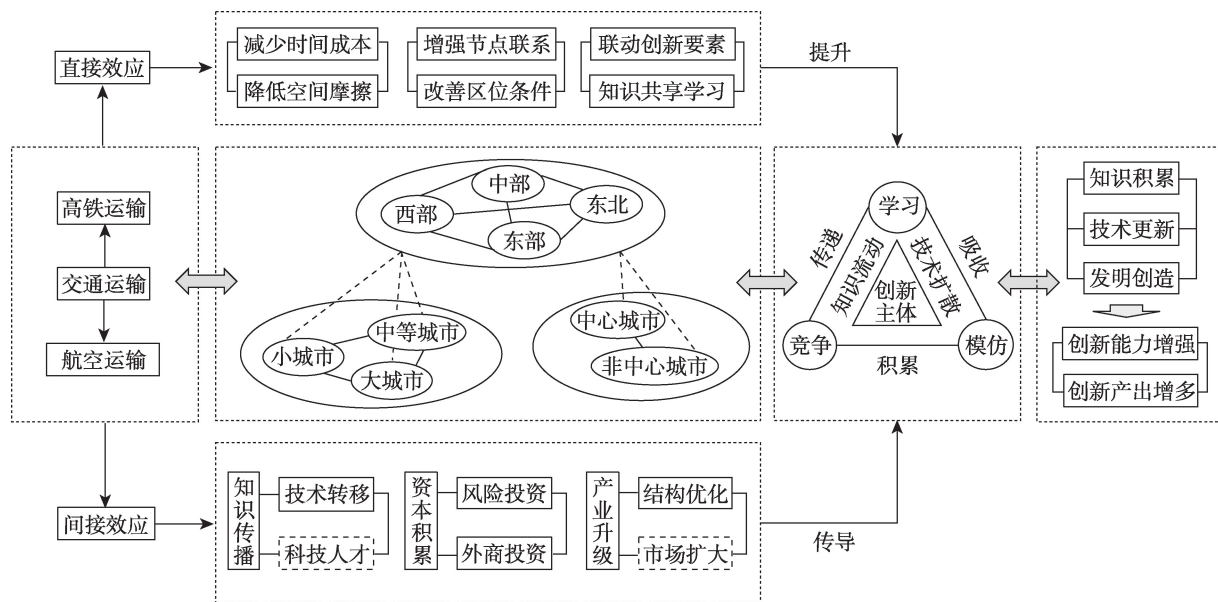 减少时间成本
增强节点联系
联动创新要素
直接效应
降低空间摩擦
改善区位条件
知识共享学习
提升
高铁运输
交通运输
航空运输
中部
西部
东北
东部
小城市
中等城市
大城市
中心城市
非中心城市
学习
传递
知识流动
技术扩散
吸收
创新
主体
竞争
模仿
积累
知识积累
技术更新
发明创造
创新能力增强
创新产出增多
间接效应
知识传播
技术转移
科技人才
资本积累
风险投资
外商投资
产业升级
结构优化
市场扩大
传导